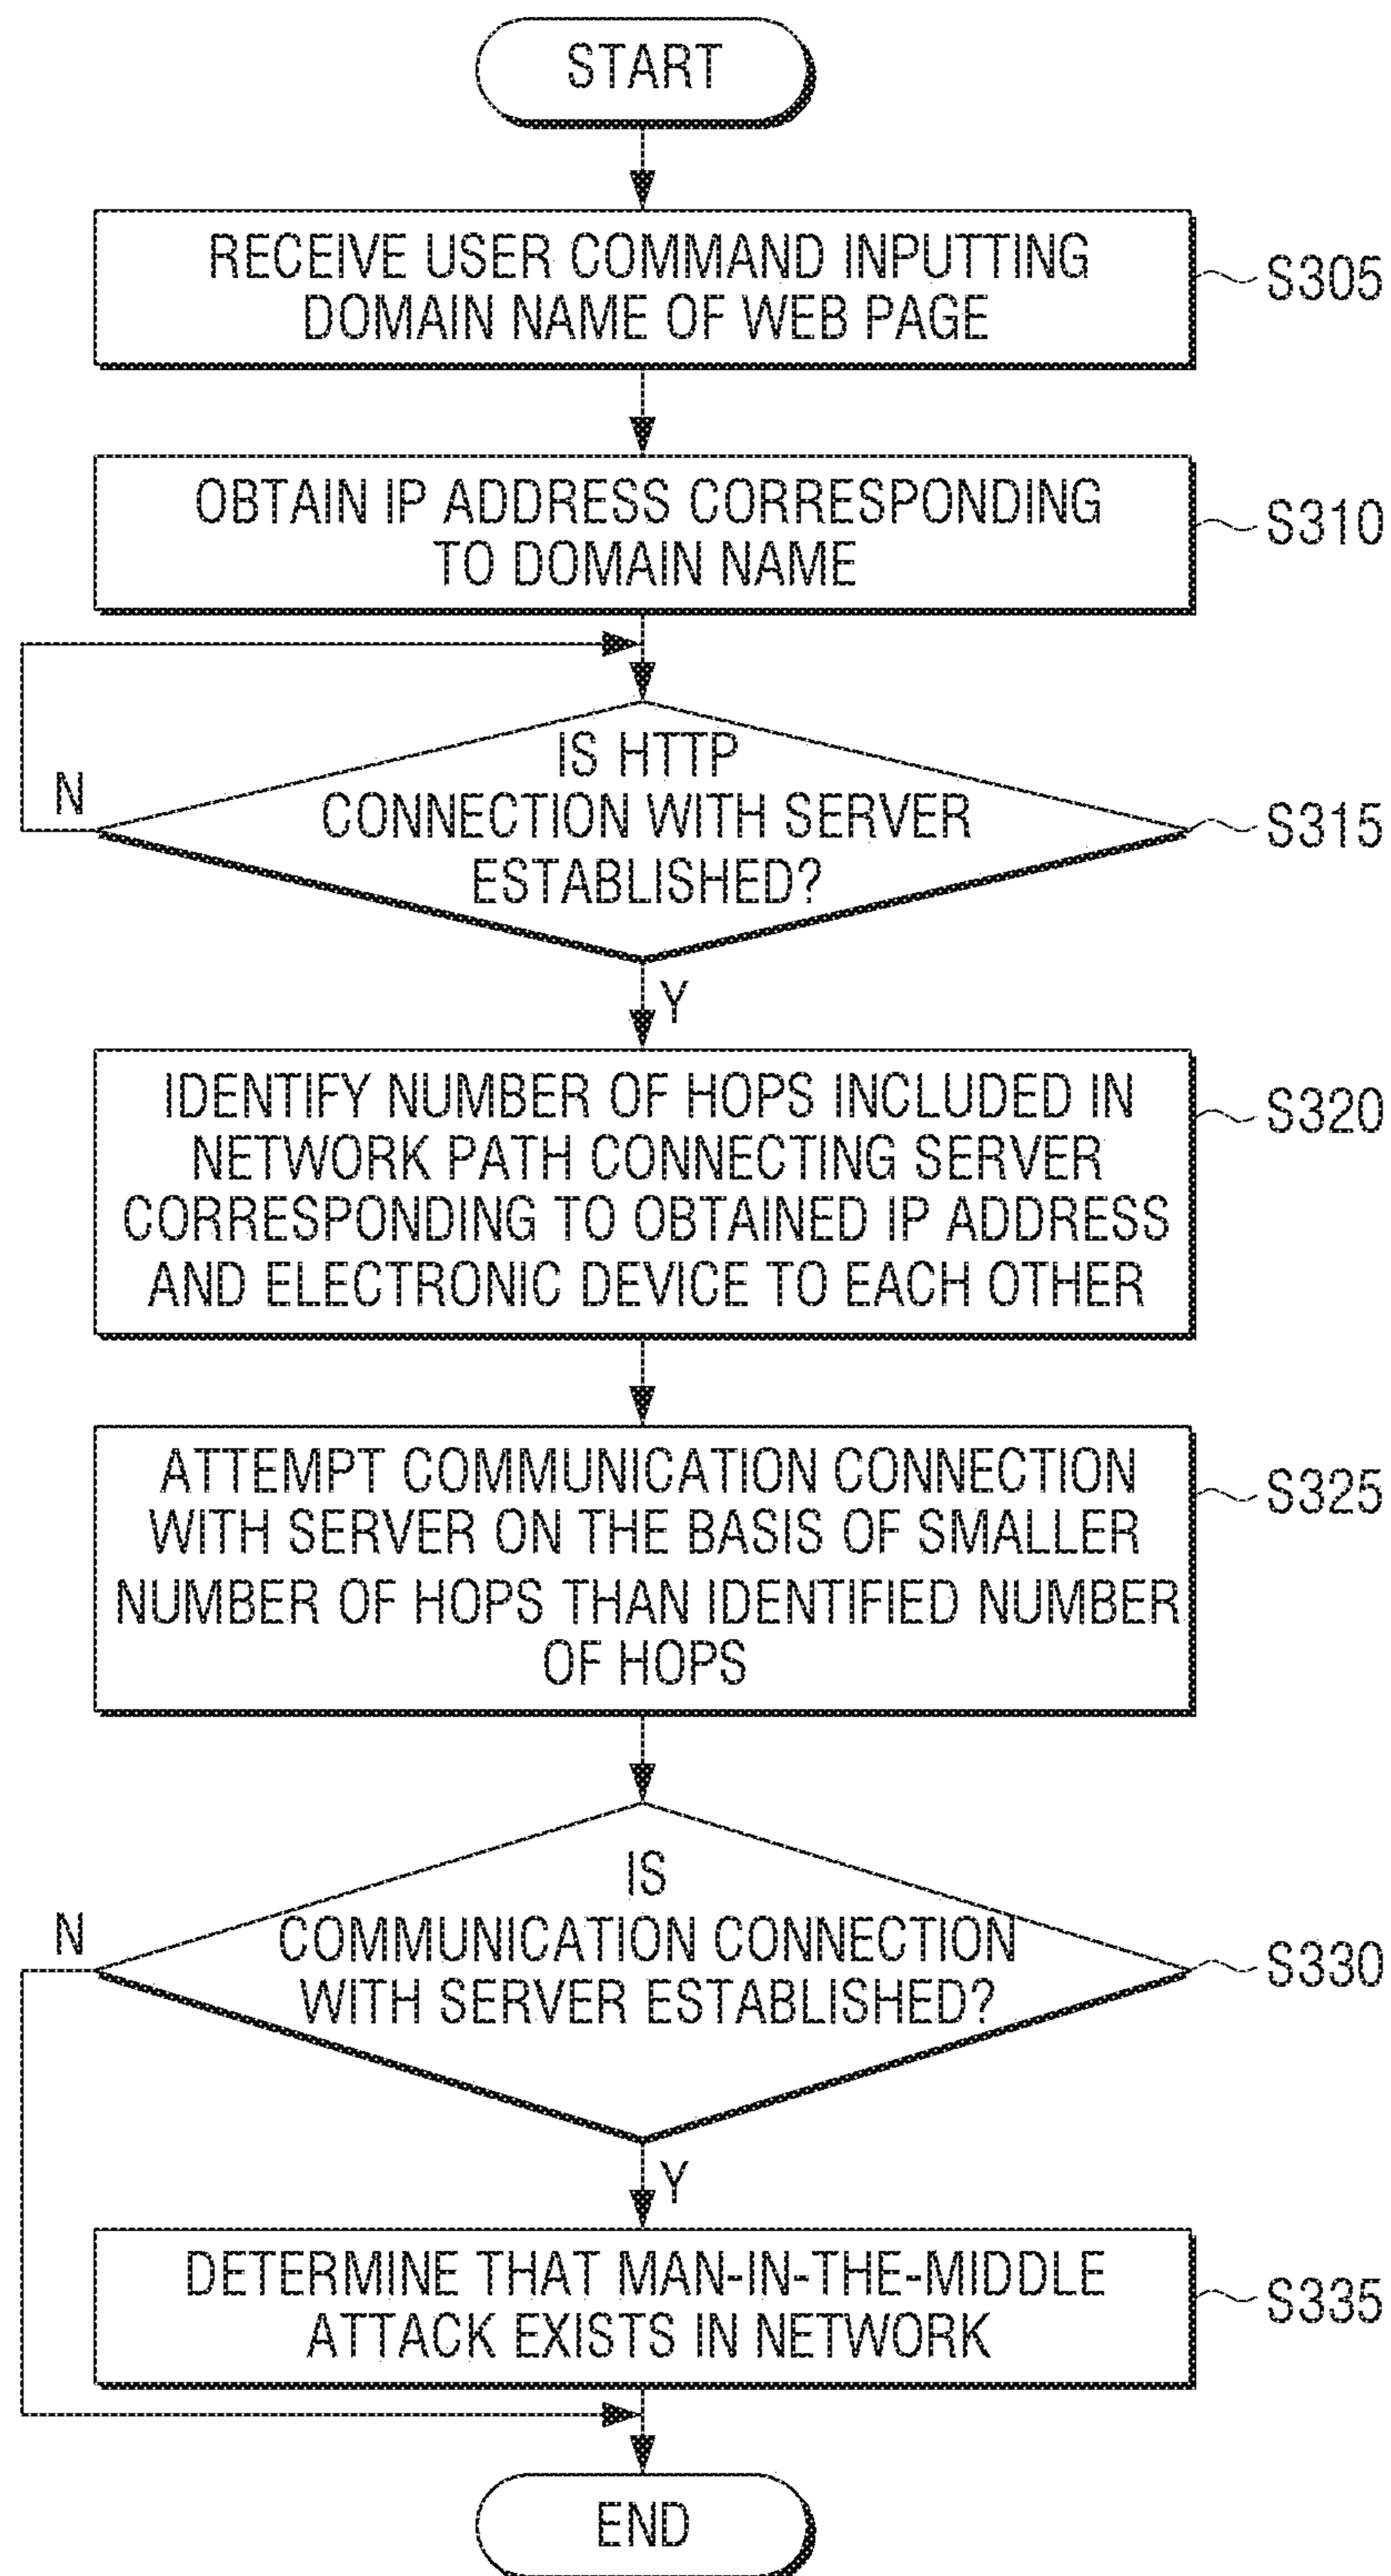 START
RECEIVE USER COMMAND INPUTTING
DOMAIN NAME OF WEB PAGE
S305
OBTAIN IP ADDRESS CORRESPONDING
TO DOMAIN NAME
S310
IS HTTP
CONNECTION WITH SERVER
ESTABLISHED?
N
S315
Y
IDENTIFY NUMBER OF HOPS INCLUDED IN
NETWORK PATH CONNECTING SERVER
CORRESPONDING TO OBTAINED IP ADDRESS
AND ELECTRONIC DEVICE TO EACH OTHER
S320
ATTEMPT COMMUNICATION CONNECTION
WITH SERVER ON THE BASIS OF SMALLER
NUMBER OF HOPS THAN IDENTIFIED NUMBER
OF HOPS
S325
IS
COMMUNICATION CONNECTION
WITH SERVER ESTABLISHED?
N
S330
Y
DETERMINE THAT MAN-IN-THE-MIDDLE
ATTACK EXISTS IN NETWORK
S335
END